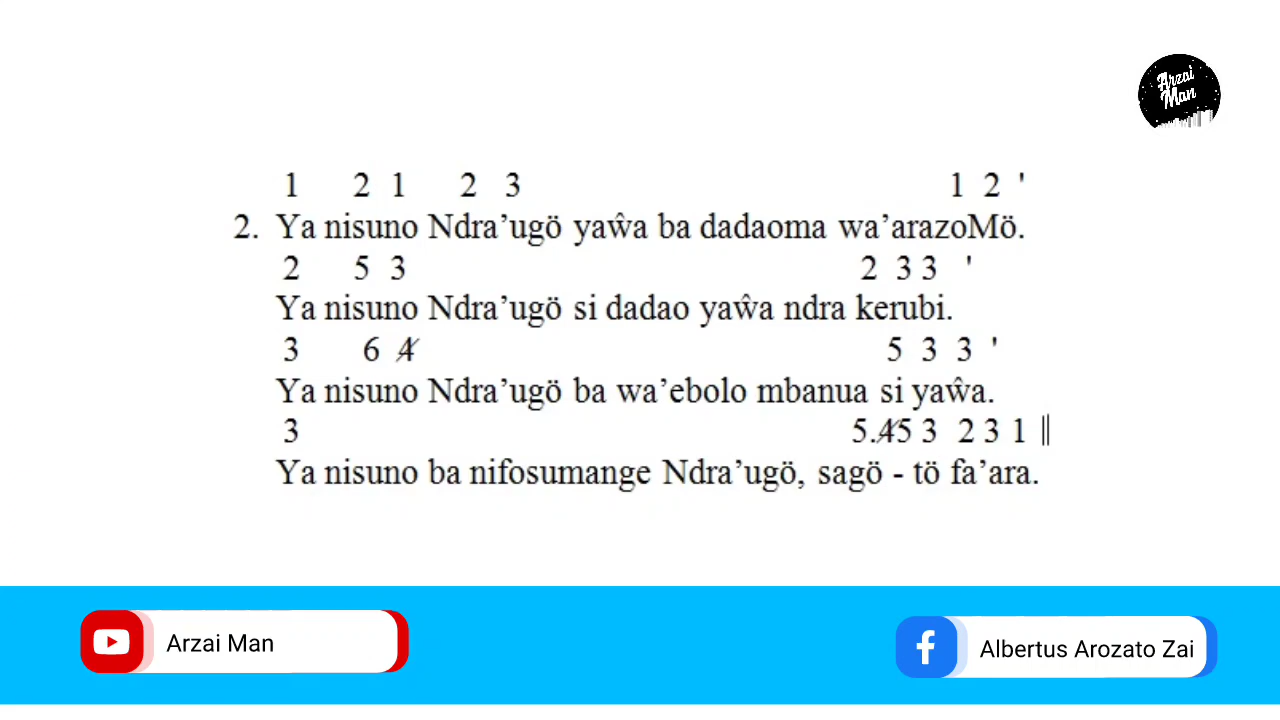 Arzai
Man
1 2 1 2 3 1 2 '
2. Ya nisuno Ndra’ugö yaŵa ba dadaoma wa’arazoMö.
2 5 3 2 3 3 '
Ya nisuno Ndra’ugö si dadao yaŵa ndra kerubi.
3 6 4̸ 5 3 3 '
Ya nisuno Ndra’ugö ba wa’ebolo mbanua si yaŵa.
3 5.4̸5 3 2 3 1 ||
Ya nisuno ba nifosumange Ndra’ugö, sagö - tö fa’ara.
Arzai Man
Albertus Arozato Zai